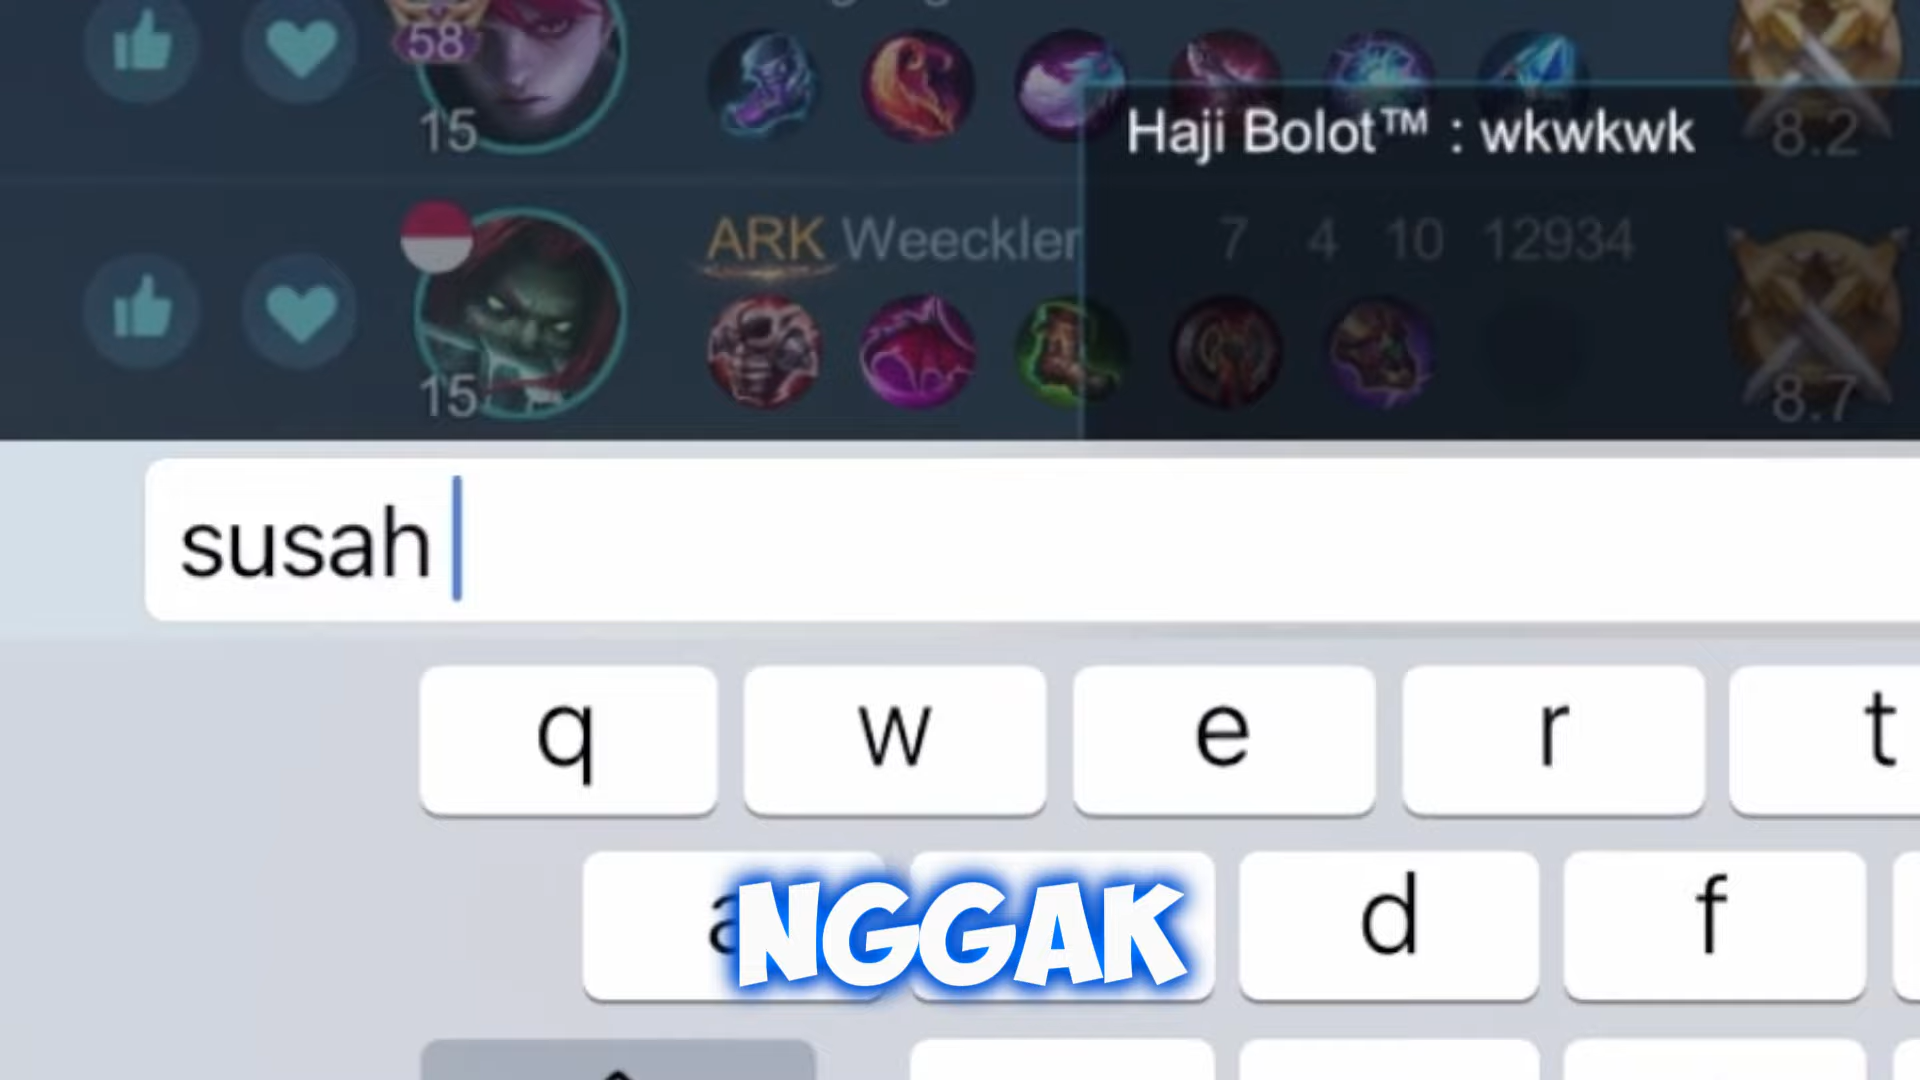 58
15
8.2
Haji Bolot™ : wkwkwk
ARK Weeckler 7 4 10 12934
15
8.7
susah
q w e r t
a d f
NGGAK